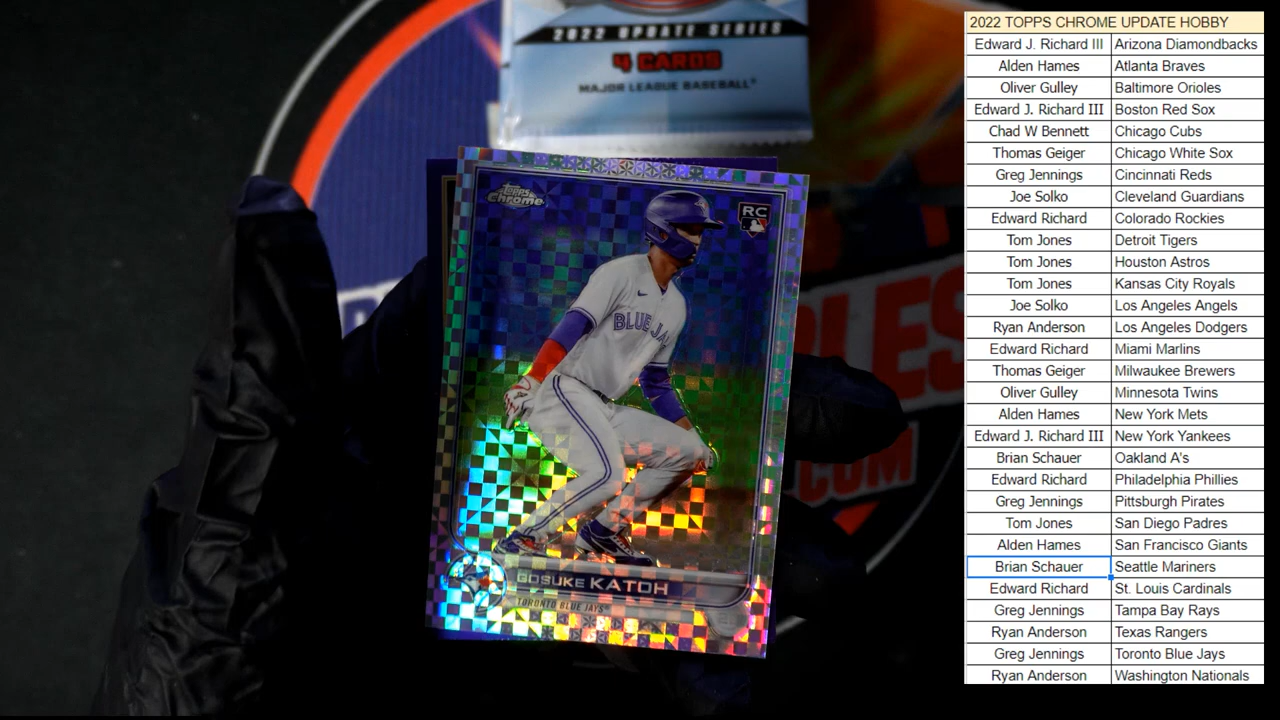 2022 UPDATE SERIES
4 CARDS
MAJOR LEAGUE BASEBALL
Topps
Chrome
RC
BLUE JA
GOSUKE KATOH
TORONTO BLUE JAYS
LES
COM
2022 TOPPS CHROME UPDATE HOBBY
Edward J. Richard III Arizona Diamondbacks
Alden Hames Atlanta Braves
Oliver Gulley Baltimore Orioles
Edward J. Richard III Boston Red Sox
Chad W Bennett Chicago Cubs
Thomas Geiger Chicago White Sox
Greg Jennings Cincinnati Reds
Joe Solko Cleveland Guardians
Edward Richard Colorado Rockies
Tom Jones Detroit Tigers
Tom Jones Houston Astros
Tom Jones Kansas City Royals
Joe Solko Los Angeles Angels
Ryan Anderson Los Angeles Dodgers
Edward Richard Miami Marlins
Thomas Geiger Milwaukee Brewers
Oliver Gulley Minnesota Twins
Alden Hames New York Mets
Edward J. Richard III New York Yankees
Brian Schauer Oakland A's
Edward Richard Philadelphia Phillies
Greg Jennings Pittsburgh Pirates
Tom Jones San Diego Padres
Alden Hames San Francisco Giants
Brian Schauer Seattle Mariners
Edward Richard St. Louis Cardinals
Greg Jennings Tampa Bay Rays
Ryan Anderson Texas Rangers
Greg Jennings Toronto Blue Jays
Ryan Anderson Washington Nationals